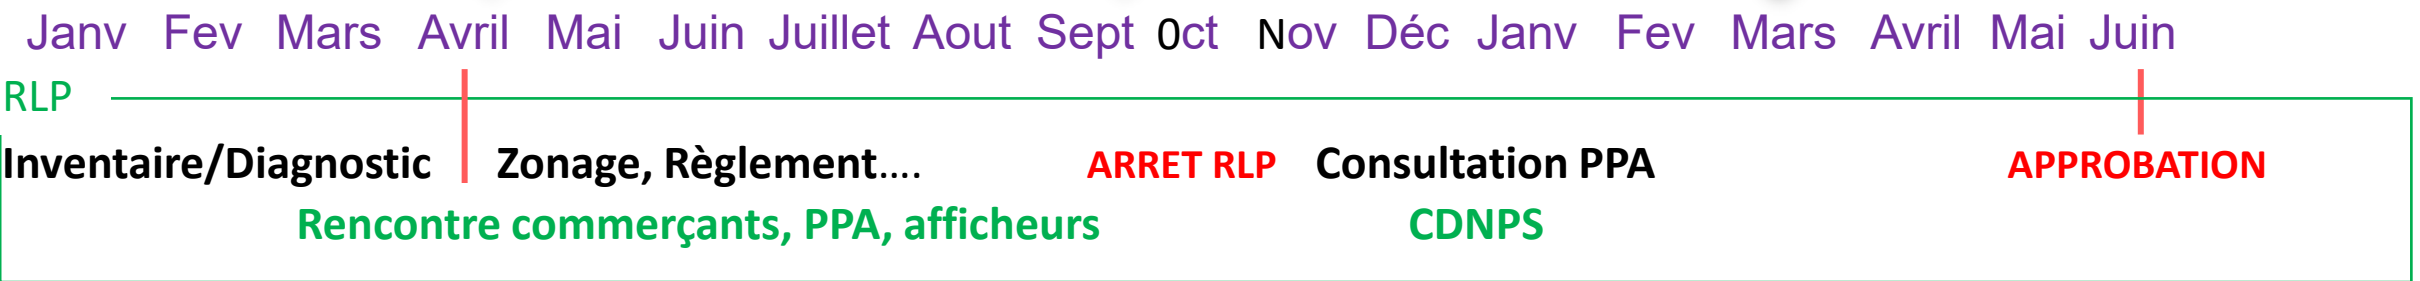 Janv Fev Mars Avril Mai Juin Juillet Aout Sept 0ct Nov Déc Janv Fev Mars Avril Mai Juin
RLP
Inventaire/Diagnostic Zonage, Règlement.... ARRET RLP Consultation PPA APPROBATION
Rencontre commerçants, PPA, afficheurs CDNPS